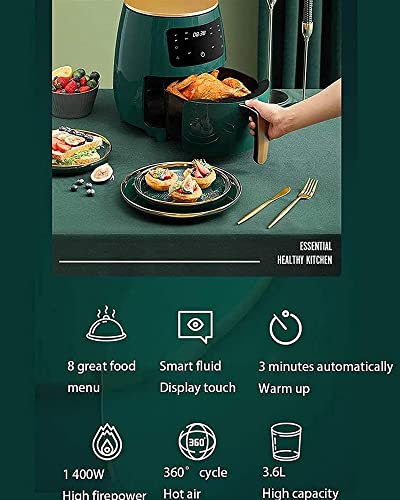 08:38
ESSENTIAL
HEALTHY KITCHEN
8 great food
menu
Smart fluid
Display touch
3 minutes automatically
Warm up
1 400W
High firepower
360°
360° cycle
Hot air
3.6L
High capacity